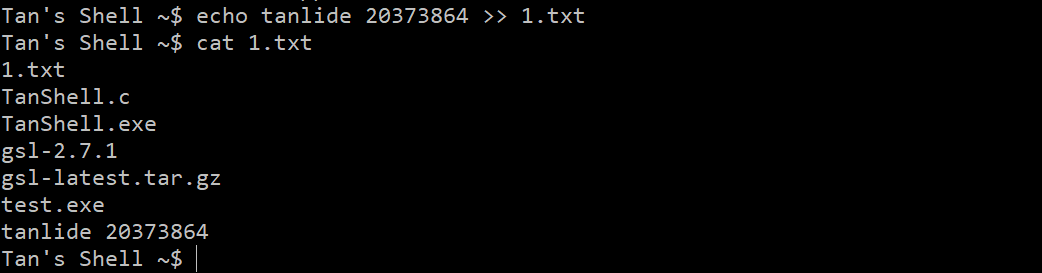 Tan's Shell ~$ echo tanlide 20373864 >> 1.txt
Tan's Shell ~$ cat 1.txt
1.txt
TanShell.c
TanShell.exe
gsl-2.7.1
gsl-latest.tar.gz
test.exe
tanlide 20373864
Tan's Shell ~$